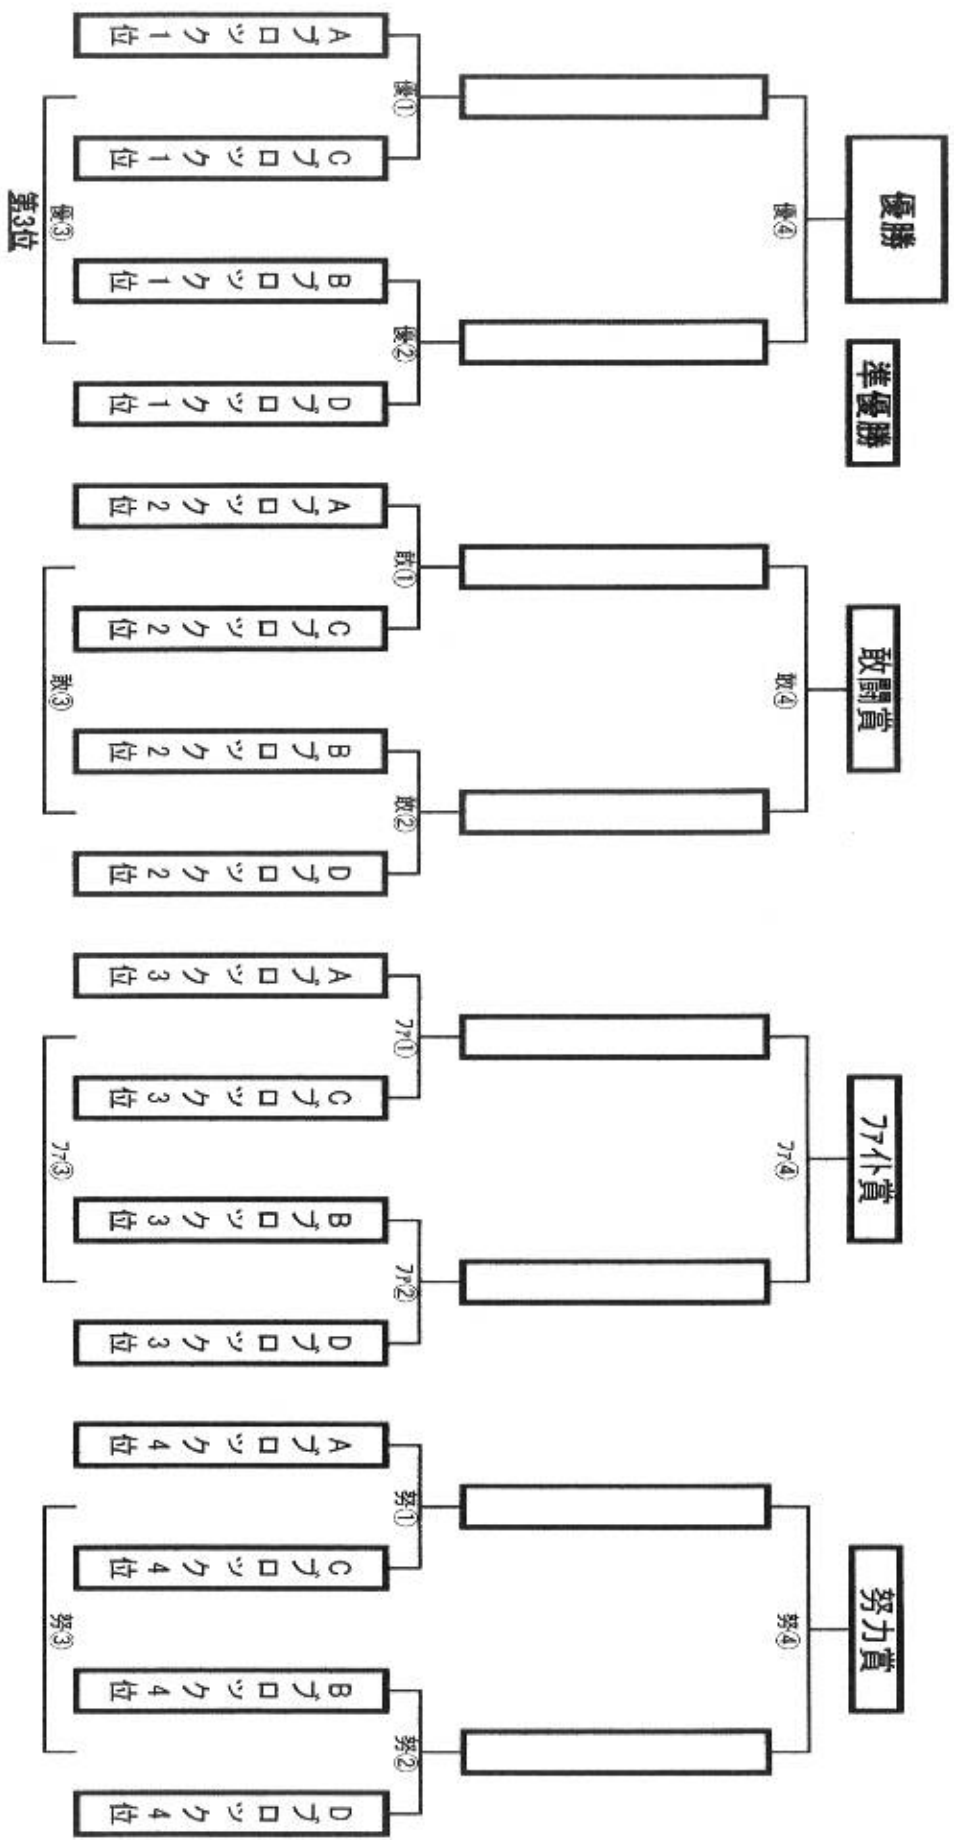 優勝
準優勝
優④
優①
優②
Aブロック1位
Cブロック1位
Bブロック1位
Dブロック1位
優③
第3位
敢闘賞
敢④
敢①
敢②
Aブロック2位
Cブロック2位
Bブロック2位
Dブロック2位
敢③
ファイト賞
ファ④
ファ①
ファ②
Aブロック3位
Cブロック3位
Bブロック3位
Dブロック3位
ファ③
努力賞
努④
努①
努②
Aブロック4位
Cブロック4位
Bブロック4位
Dブロック4位
努③